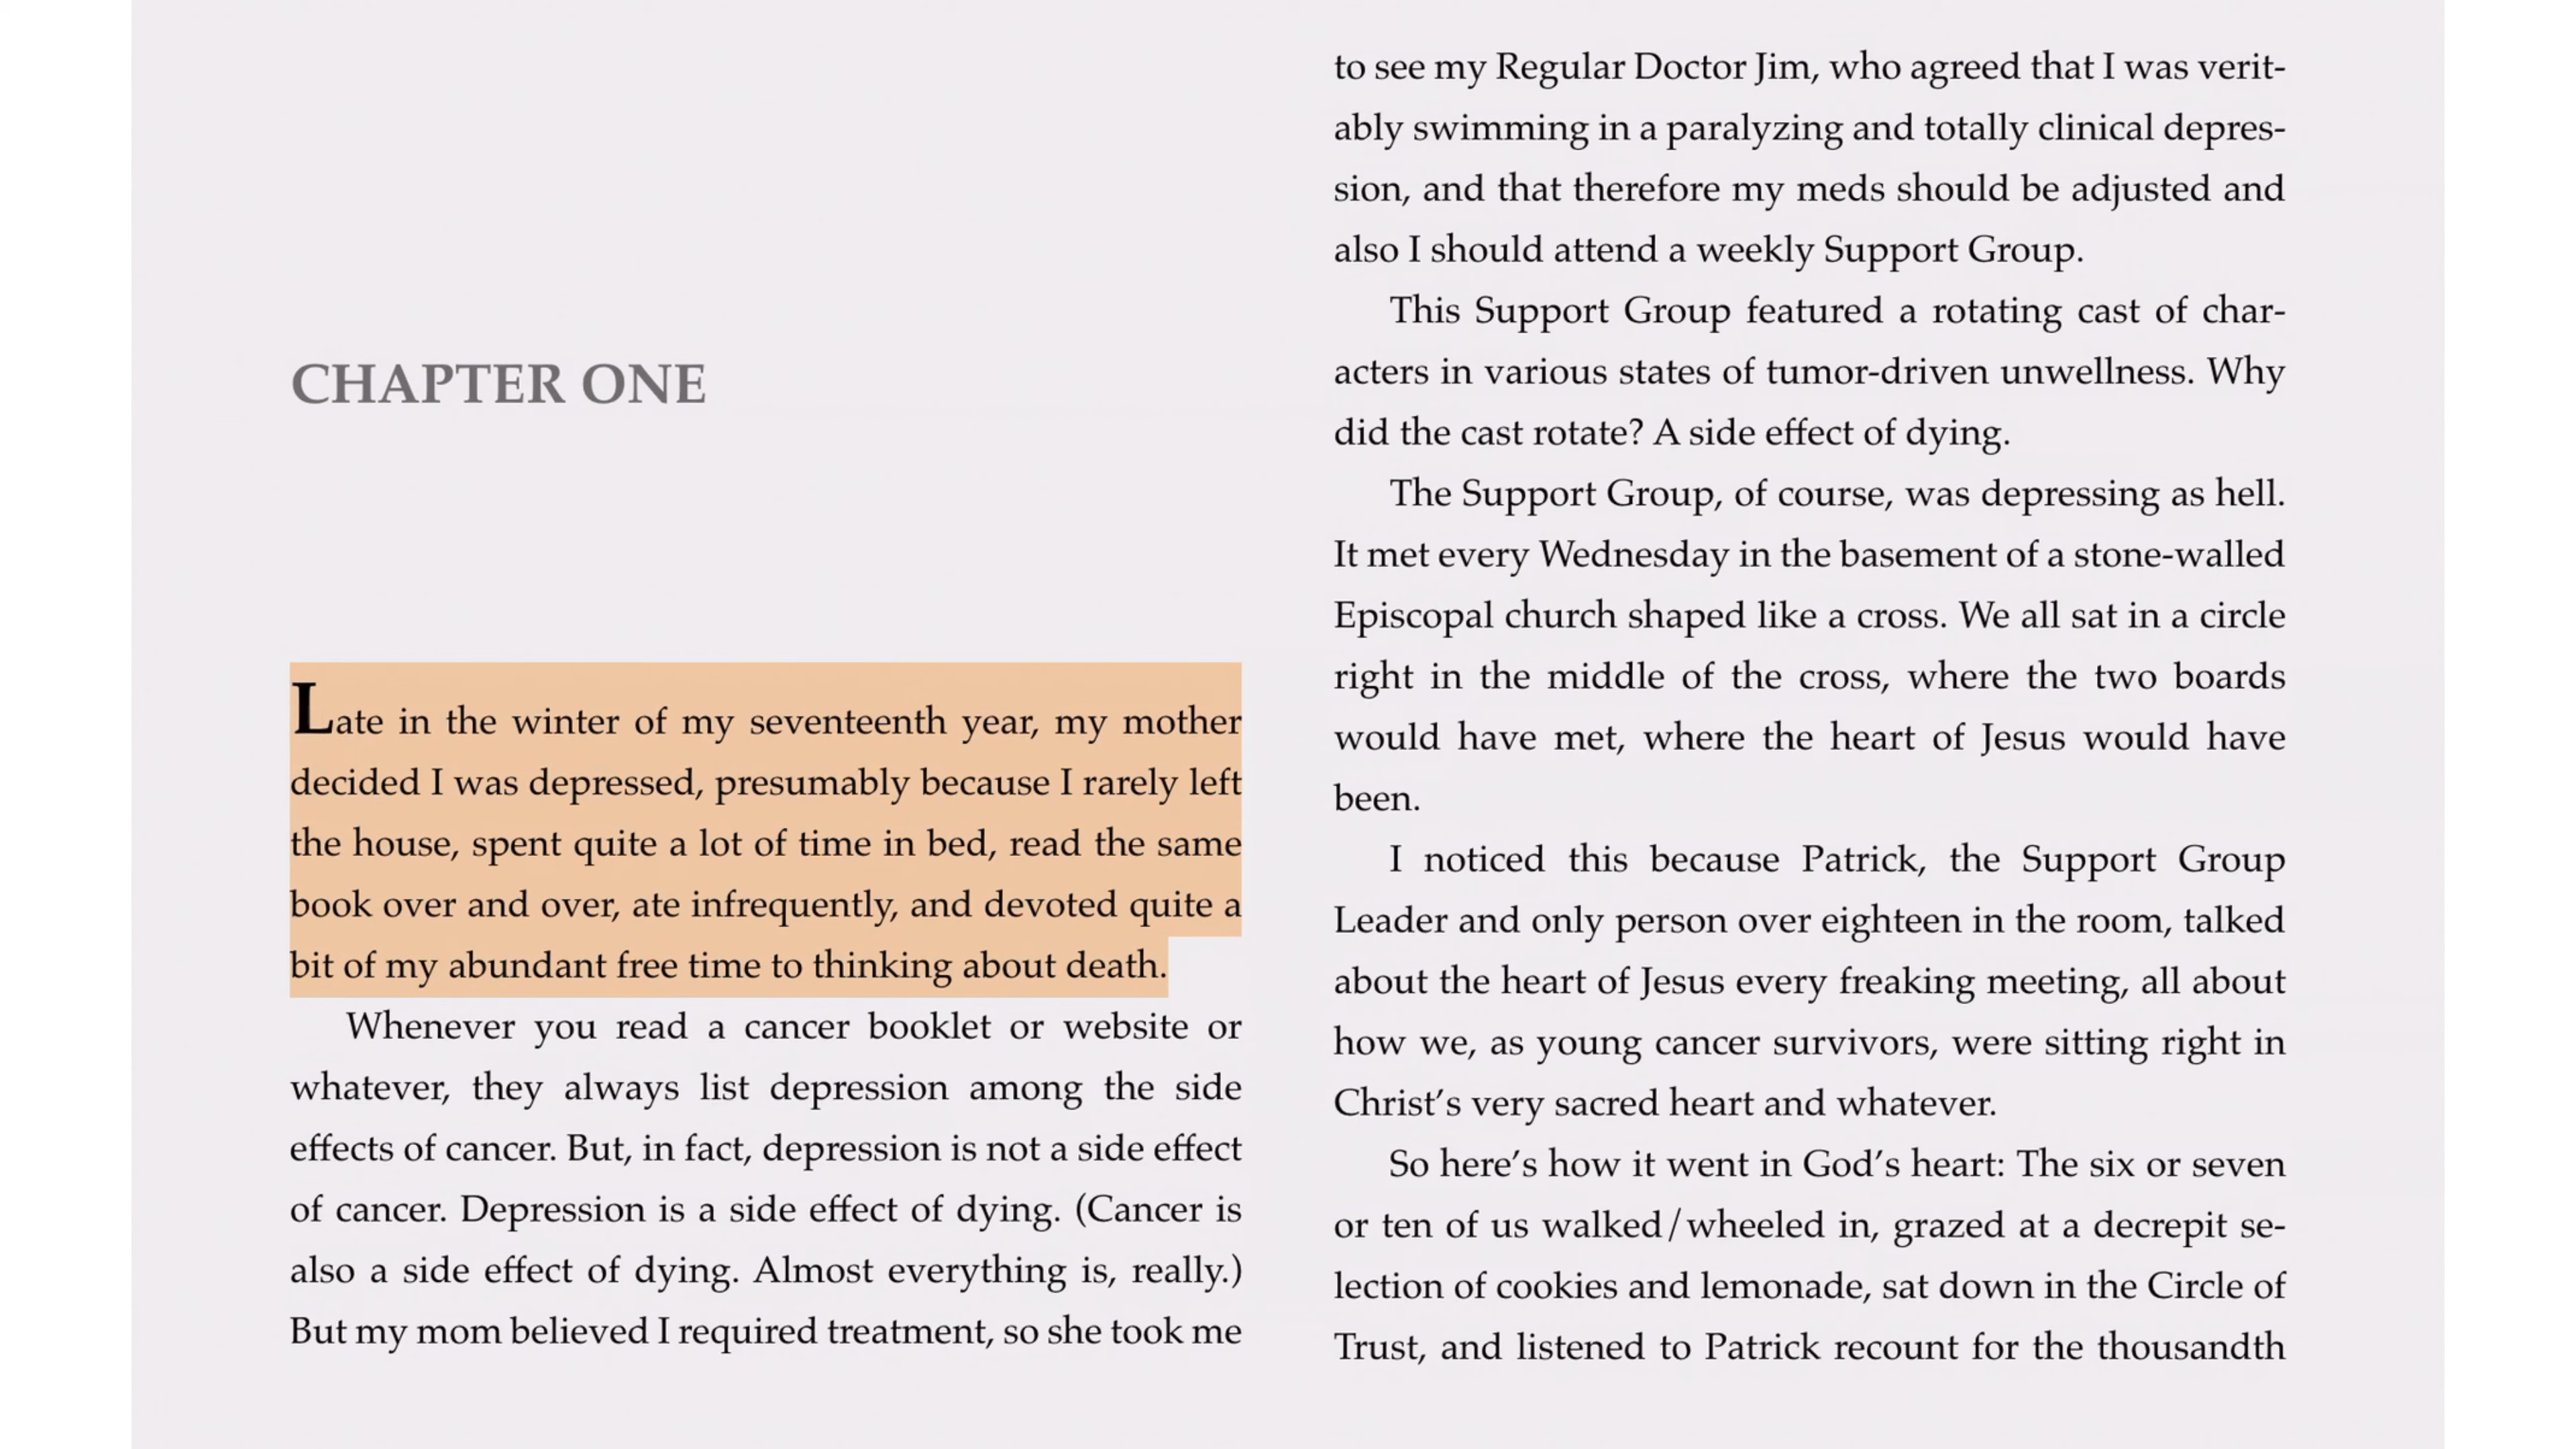 CHAPTER ONE
Late in the winter of my seventeenth year, my mother
decided I was depressed, presumably because I rarely left
the house, spent quite a lot of time in bed, read the same
book over and over, ate infrequently, and devoted quite a
bit of my abundant free time to thinking about death.
Whenever you read a cancer booklet or website or
whatever, they always list depression among the side
effects of cancer. But, in fact, depression is not a side effect
of cancer. Depression is a side effect of dying. (Cancer is
also a side effect of dying. Almost everything is, really.)
But my mom believed I required treatment, so she took me
to see my Regular Doctor Jim, who agreed that I was verit-
ably swimming in a paralyzing and totally clinical depres-
sion, and that therefore my meds should be adjusted and
also I should attend a weekly Support Group.
This Support Group featured a rotating cast of char-
acters in various states of tumor-driven unwellness. Why
did the cast rotate? A side effect of dying.
The Support Group, of course, was depressing as hell.
It met every Wednesday in the basement of a stone-walled
Episcopal church shaped like a cross. We all sat in a circle
right in the middle of the cross, where the two boards
would have met, where the heart of Jesus would have
been.
I noticed this because Patrick, the Support Group
Leader and only person over eighteen in the room, talked
about the heart of Jesus every freaking meeting, all about
how we, as young cancer survivors, were sitting right in
Christ's very sacred heart and whatever.
So here's how it went in God's heart: The six or seven
or ten of us walked/wheeled in, grazed at a decrepit se-
lection of cookies and lemonade, sat down in the Circle of
Trust, and listened to Patrick recount for the thousandth